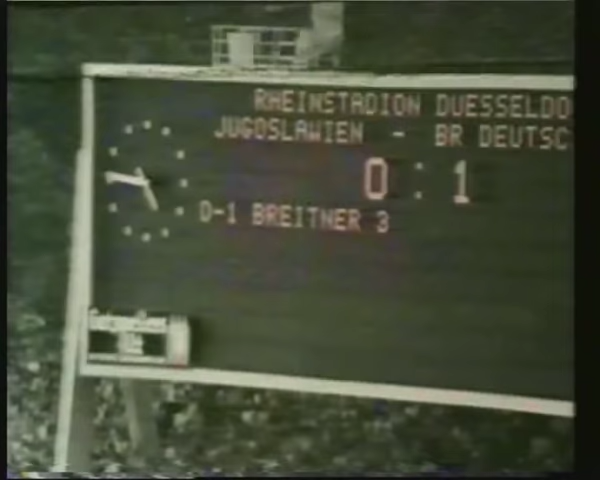 RHEINSTADION DUESSELDO
JUGOSLAWIEN - BR DEUTSC
0 : 1
0-1 BREITNER 3